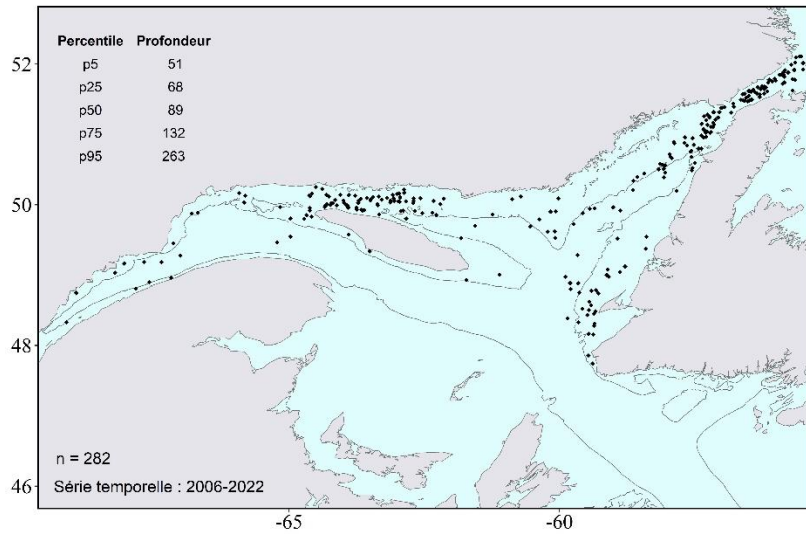 Percentile Profondeur
p5 51
p25 68
p50 89
p75 132
p95 263
52
50
48
46
n = 282
Série temporelle : 2006-2022
-65 -60